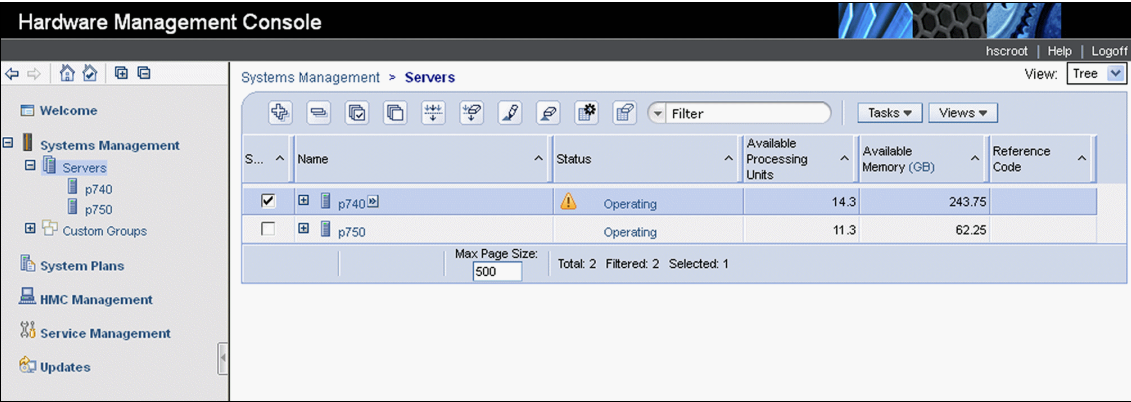 Hardware Management Console
hscroot | Help | Logoff
Systems Management > Servers
View: Tree
Welcome
Systems Management
Servers
p740
p750
Custom Groups
System Plans
HMC Management
Service Management
Updates
Filter
Tasks
Views
S... Name Status Available Processing Units Available Memory (GB) Reference Code
p740 Operating 14.3 243.75
p750 Operating 11.3 62.25
Max Page Size:
500
Total: 2 Filtered: 2 Selected: 1